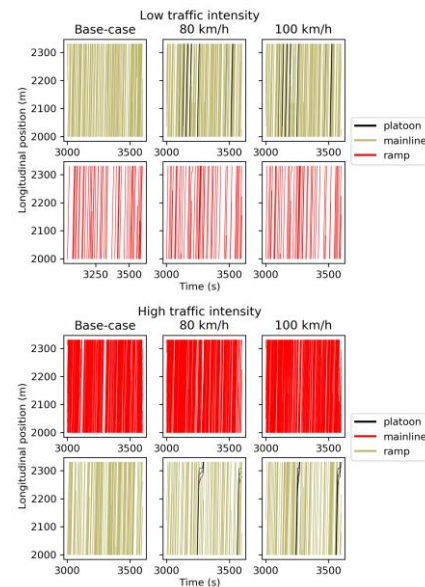 Low traffic intensity
Base-case 80 km/h 100 km/h
2300
2200
2100
2000
3000 3500 3000 3500
platoon
mainline
ramp
Longitudinal position (m)
2300
2200
2100
2000
3250 3500 3000 3500 3000 3500
Time (s)
High traffic intensity
Base-case 80 km/h 100 km/h
2300
2200
2100
2000
3000 3500 3000 3500 3000 3500
platoon
mainline
ramp
Longitudinal position (m)
2300
2200
2100
2000
3000 3500 3000 3500 3000 3500
Time (s)